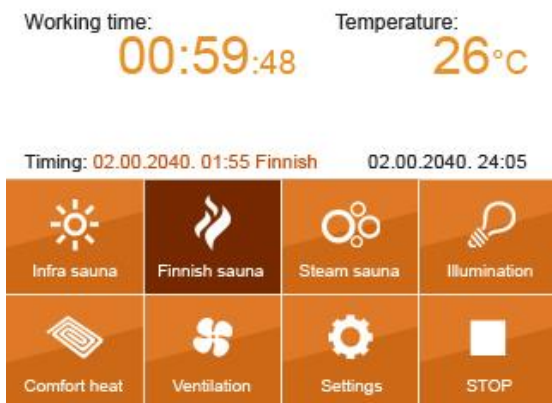 Working time: Temperature:
00:59:48 26°C
Timing: 02.00.2040. 01:55 Finnish 02.00.2040. 24:05
Infra sauna Finnish sauna Steam sauna Illumination
Comfort heat Ventilation Settings STOP